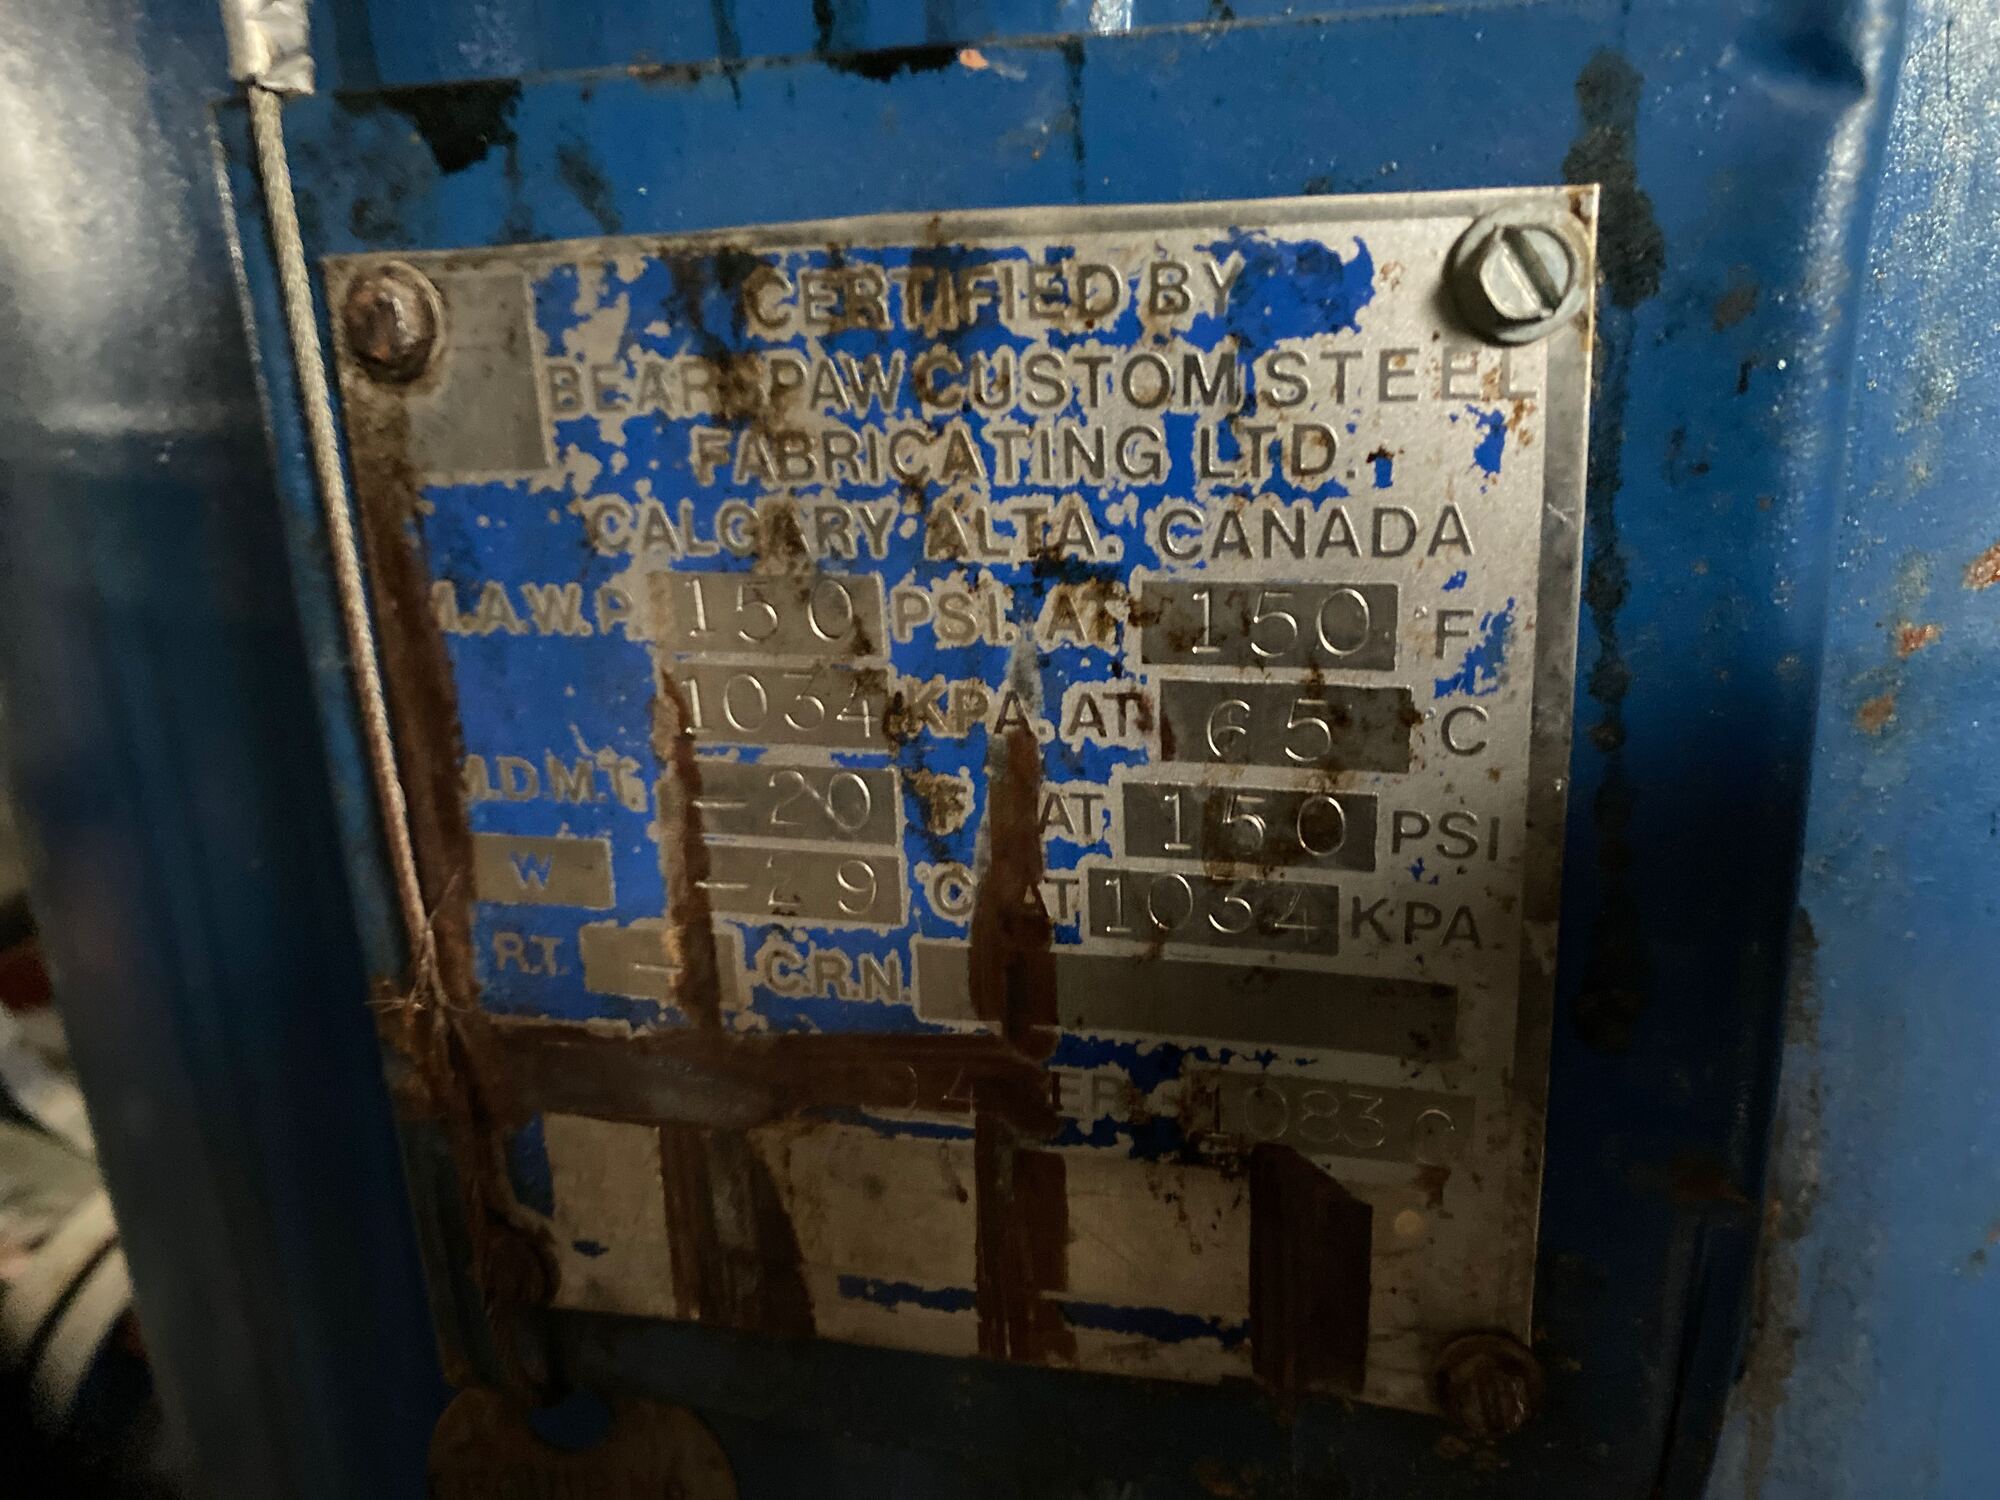 CERTIFIED BY
BEARSPAW CUSTOM STEEL
FABRICATING LTD.
CALGARY ALTA. CANADA
M.A.W.P. 150 PSI. AT 150 °F
1034 KPA. AT 65 °C
M.D.M.T. -20 °F AT 150 PSI
W -29 °C AT 1034 KPA
R.T. - C.R.N.